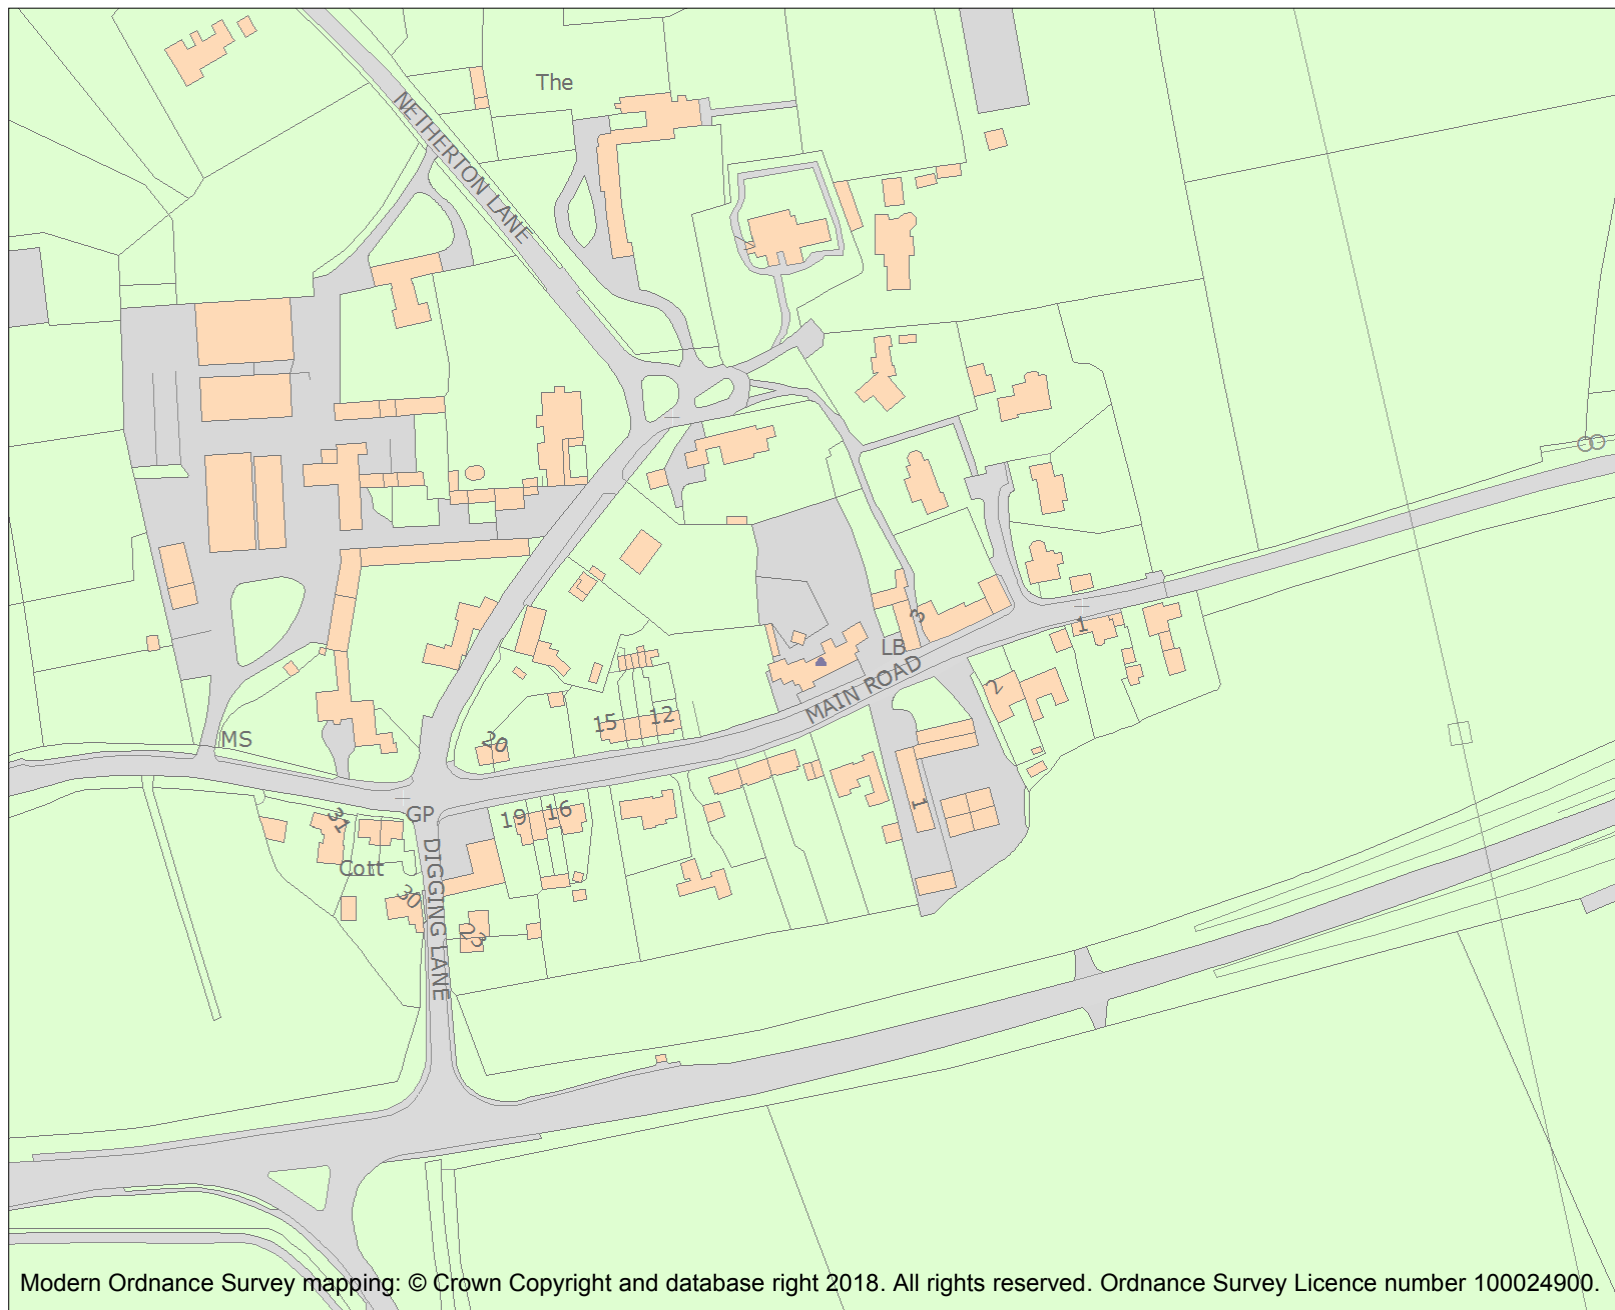 The
NETHERTON LANE
8
3
LB
1
MAIN ROAD
2
15
12
MS
20
1
19
16
GP
31
DIGGING LANE
Cott
30
23
Modern Ordnance Survey mapping: © Crown Copyright and database right 2018. All rights reserved. Ordnance Survey Licence number 100024900.